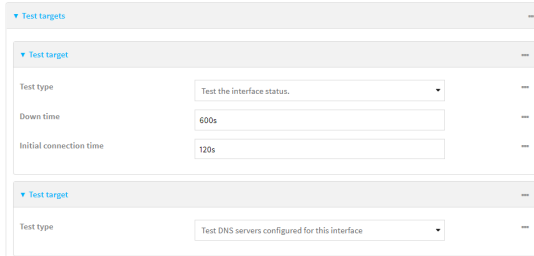 ▼ Test targets
▼ Test target
Test type Test the interface status.
Down time 600s
Initial connection time 120s
▼ Test target
Test type Test DNS servers configured for this interface